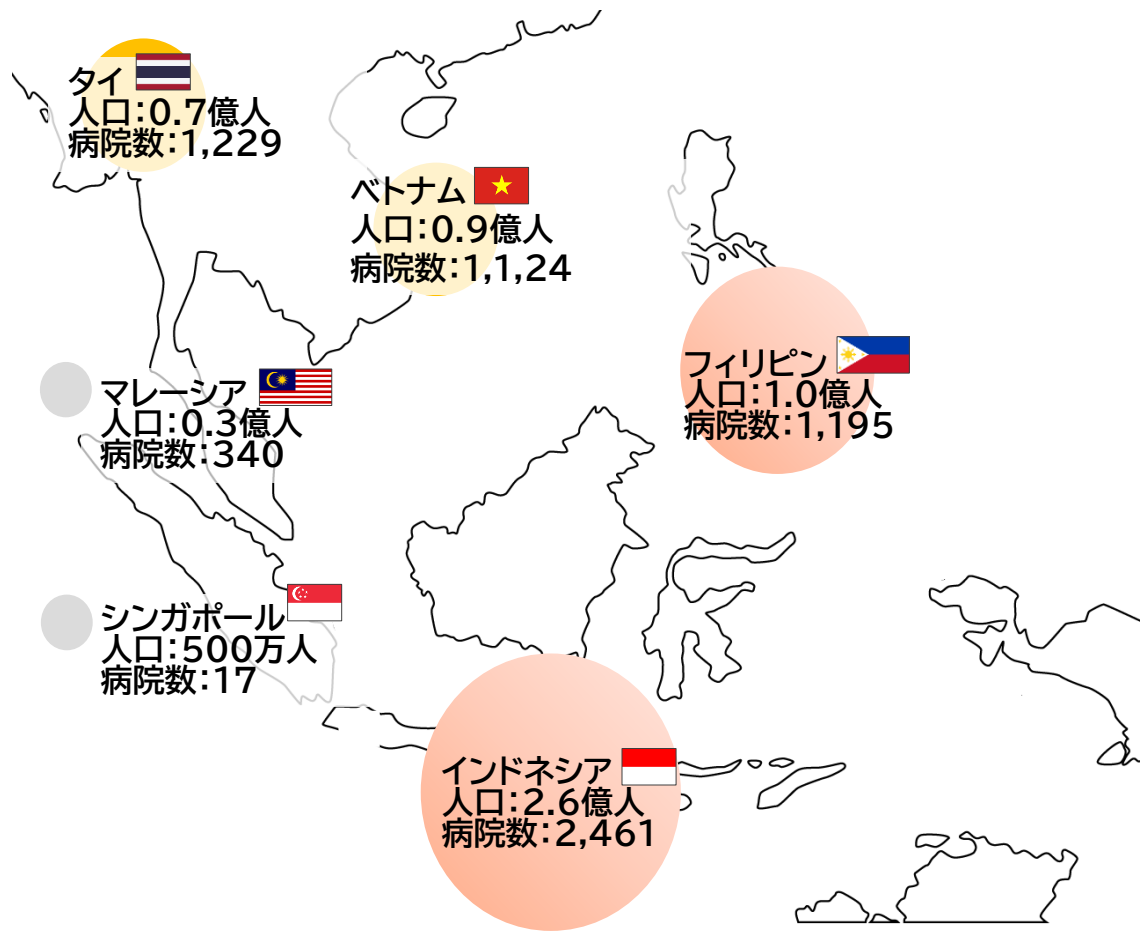 タイ
人口：0.7億人
病院数：1,229
ベトナム
人口：0.9億人
病院数：1,1,24
フィリピン
人口：1.0億人
病院数：1,195
マレーシア
人口：0.3億人
病院数：340
シンガポール
人口：500万人
病院数：17
インドネシア
人口：2.6億人
病院数：2,461